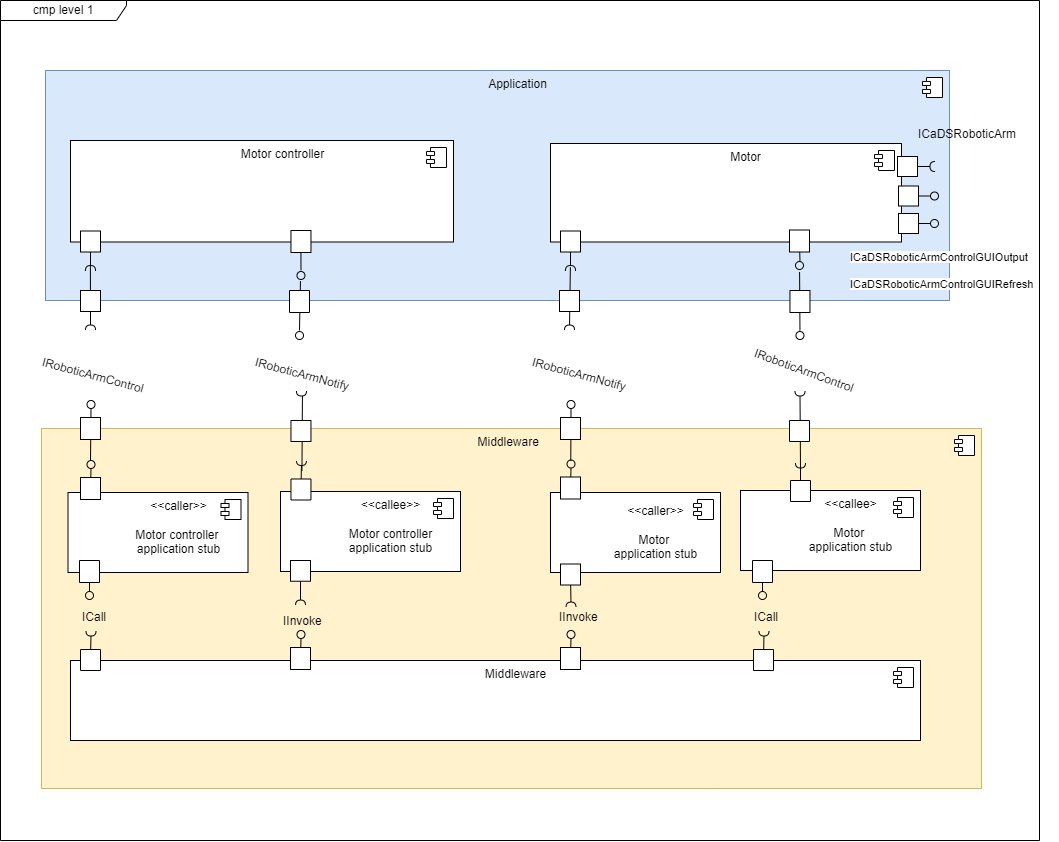 cmp level 1
Application
ICaDSRoboticArm
Motor controller
Motor
ICaDSRoboticArmControlGUIOutput
ICaDSRoboticArmControlGUIRefresh
IRoboticArmControl
IRoboticArmNotify
IRoboticArmNotify
IRoboticArmControl
Middleware
<<caller>>
Motor controller
application stub
<<callee>>
Motor controller
application stub
<<caller>>
Motor
application stub
<<callee>
Motor
application stub
ICall
IInvoke
IInvoke
ICall
Middleware